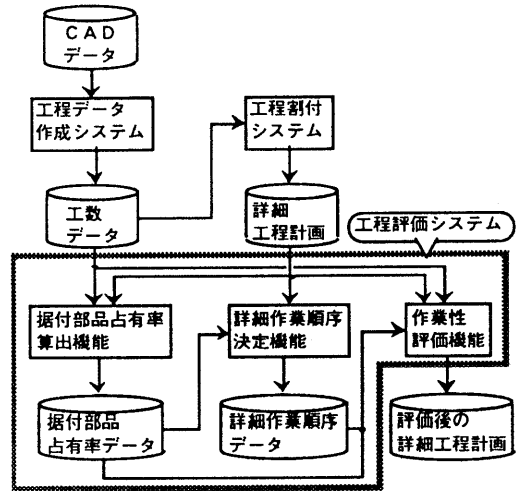 CAD
データ
工程データ
作成システム
工程割付
システム
工数
データ
詳細
工程計画
工程評価システム
据付部品占有率
算出機能
詳細作業順序
決定機能
作業性
評価機能
据付部品
占有率データ
詳細作業順序
データ
評価後の
詳細工程計画